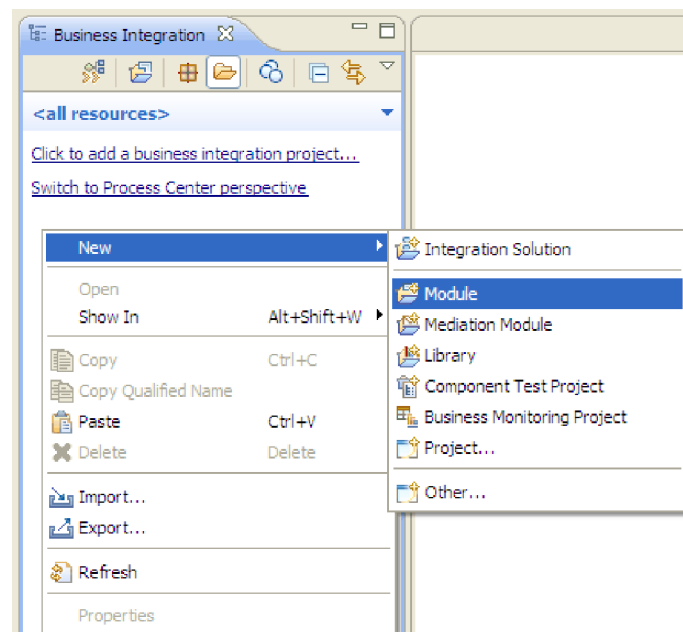 Business Integration
<all resources>
Click to add a business integration project...
Switch to Process Center perspective
New
Open
Show In Alt+Shift+W
Copy Ctrl+C
Copy Qualified Name
Paste Ctrl+V
Delete Delete
Import...
Export...
Refresh
Properties
Integration Solution
Module
Mediation Module
Library
Component Test Project
Business Monitoring Project
Project...
Other...